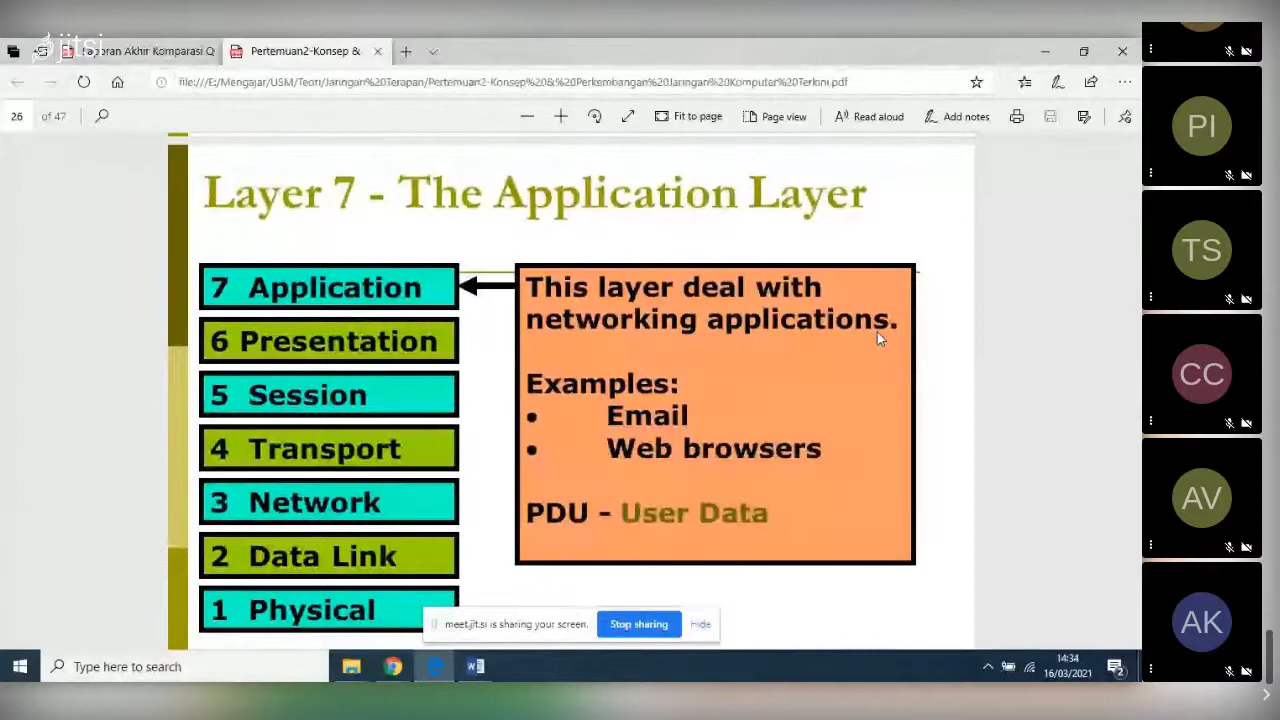 jitsi
Laporan Akhir Komparasi Q
Pertemuan2-Konsep &
file:///E:/Mengajar/USM/Teori/Jaringan%20Terapan/Pertemuan2-Konsep%20&%20Perkembangan%20Jaringan%20Komputer%20Terkini.pdf
26 of 47
Fit to page
Page view
Read aloud
Add notes
Layer 7 - The Application Layer
7 Application
6 Presentation
5 Session
4 Transport
3 Network
2 Data Link
1 Physical
This layer deal with
networking applications.
Examples:
• Email
• Web browsers
PDU - User Data
meet.jit.si is sharing your screen.
Stop sharing
Hide
Type here to search
14:34
16/03/2021
2
PI
TS
CC
AV
AK